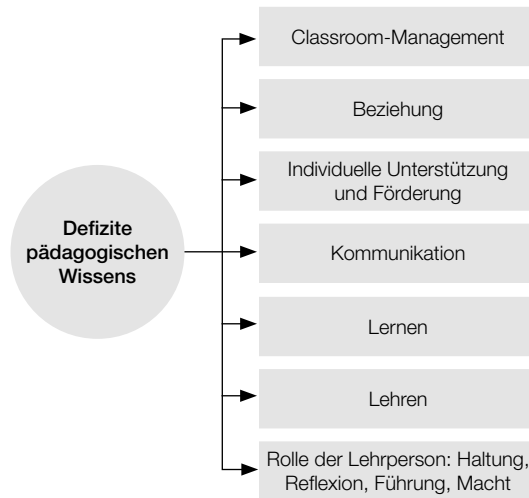 Defizite
pädagogischen
Wissens
Classroom-Management
Beziehung
Individuelle Unterstützung
und Förderung
Kommunikation
Lernen
Lehren
Rolle der Lehrperson: Haltung,
Reflexion, Führung, Macht